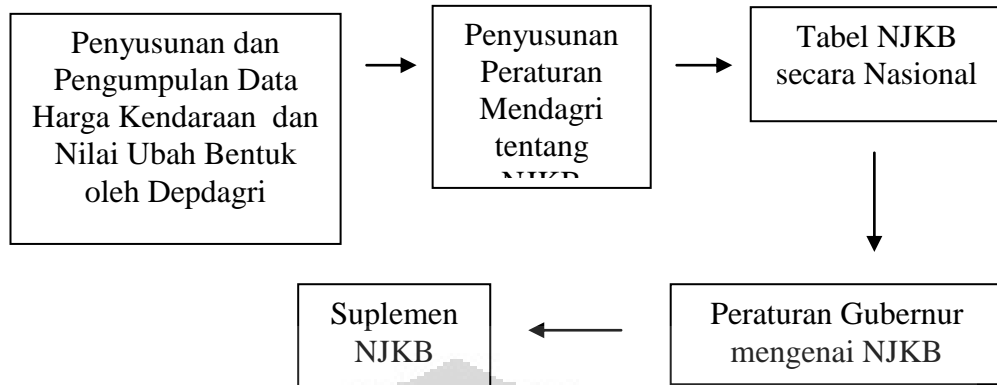 Penyusunan dan
Pengumpulan Data
Harga Kendaraan dan
Nilai Ubah Bentuk
oleh Depdagri
Penyusunan
Peraturan
Mendagri
tentang
NJKB
Tabel NJKB
secara Nasional
Peraturan Gubernur
mengenai NJKB
Suplemen
NJKB